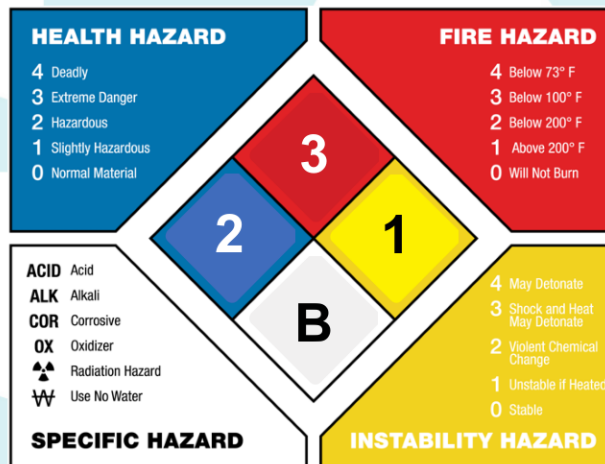 HEALTH HAZARD
4 Deadly
3 Extreme Danger
2 Hazardous
1 Slightly Hazardous
0 Normal Material
FIRE HAZARD
4 Below 73° F
3 Below 100° F
2 Below 200° F
1 Above 200° F
0 Will Not Burn
3
2
1
B
ACID Acid
ALK Alkali
COR Corrosive
OX Oxidizer
Radiation Hazard
W Use No Water
SPECIFIC HAZARD
4 May Detonate
3 Shock and Heat
May Detonate
2 Violent Chemical
Change
1 Unstable if Heated
0 Stable
INSTABILITY HAZARD